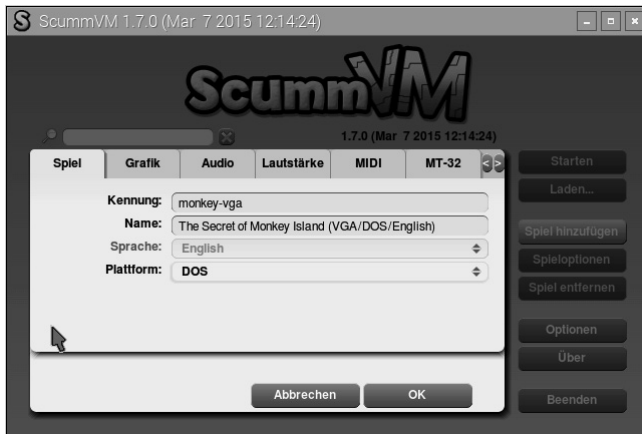 ScummVM 1.7.0 (Mar 7 2015 12:14:24)
ScummVM
1.7.0 (Mar 7 2015 12:14:24)
Spiel Grafik Audio Lautstärke MIDI MT-32 < >
Kennung: monkey-vga
Name: The Secret of Monkey Island (VGA/DOS/English)
Sprache: English
Plattform: DOS
Abbrechen OK
Starten
Laden...
Spiel hinzufügen
Spieloptionen
Spiel entfernen
Optionen
Über
Beenden